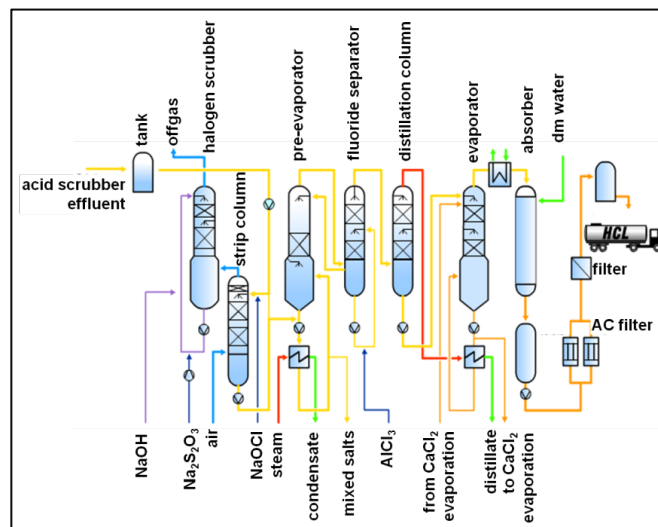 tank
offgas
halogen scrubber
strip column
pre-evaporator
fluoride separator
distillation column
evaporator
absorber
dm water
acid scrubber
effluent
HCL
filter
AC filter
NaOH
Na₂S₂O₃
air
NaOCl
steam
condensate
mixed salts
AlCl₃
from CaCl₂
evaporation
distillate
to CaCl₂
evaporation